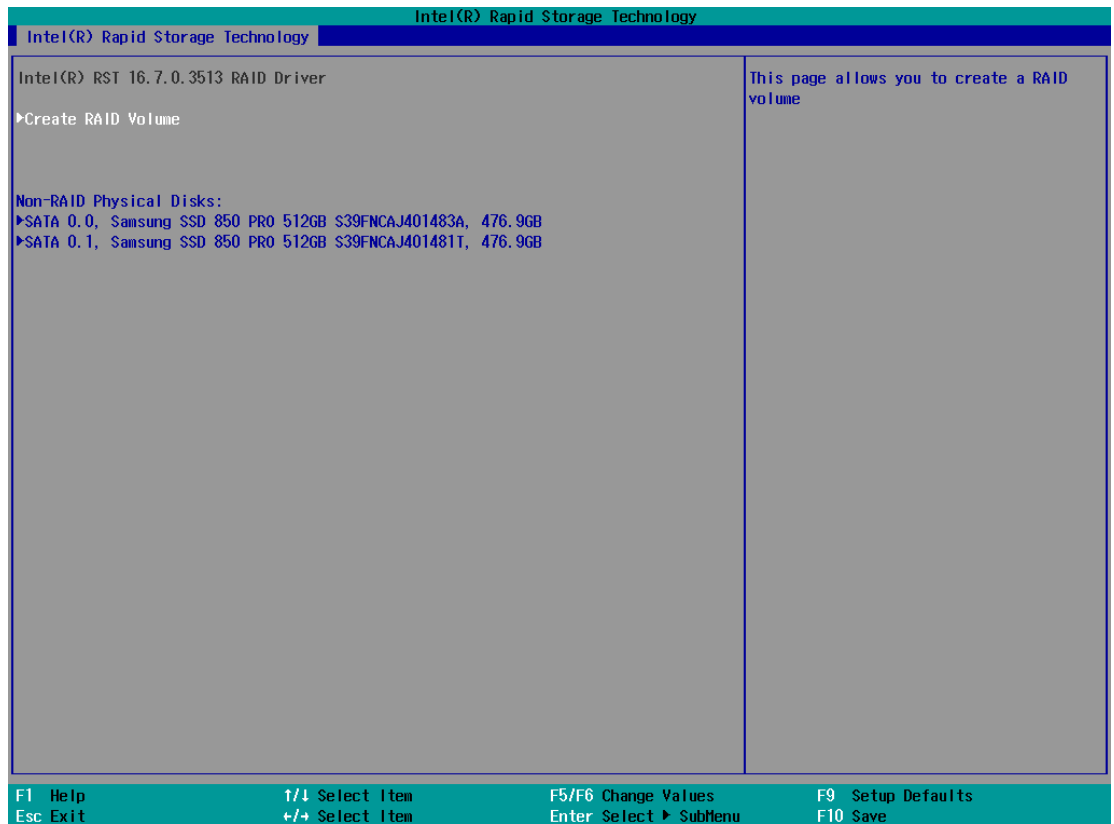 Intel(R) Rapid Storage Technology
Intel(R) Rapid Storage Technology
Intel(R) RST 16.7.0.3513 RAID Driver
▶Create RAID Volume
Non-RAID Physical Disks:
▶SATA 0.0, Samsung SSD 850 PRO 512GB S39FNCAJ401483A, 476.9GB
▶SATA 0.1, Samsung SSD 850 PRO 512GB S39FNCAJ401481T, 476.9GB
This page allows you to create a RAID
volume
F1 Help ↑/↓ Select Item F5/F6 Change Values F9 Setup Defaults
Esc Exit ←/→ Select Item Enter Select ▶ SubMenu F10 Save